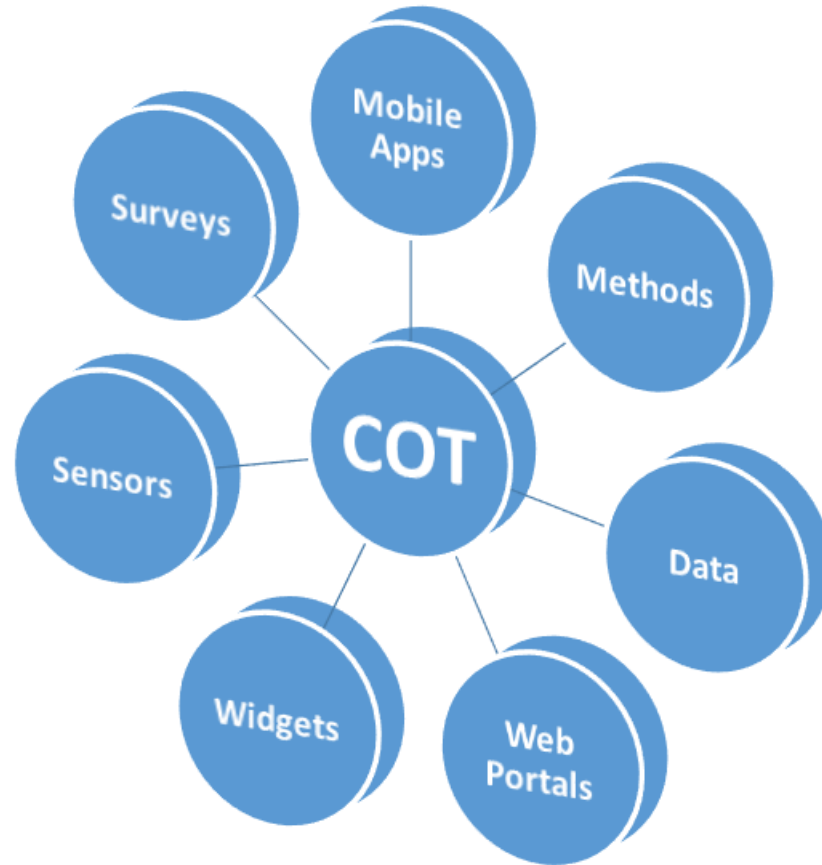 Mobile
Apps
Surveys
Methods
COT
Sensors
Data
Widgets
Web
Portals